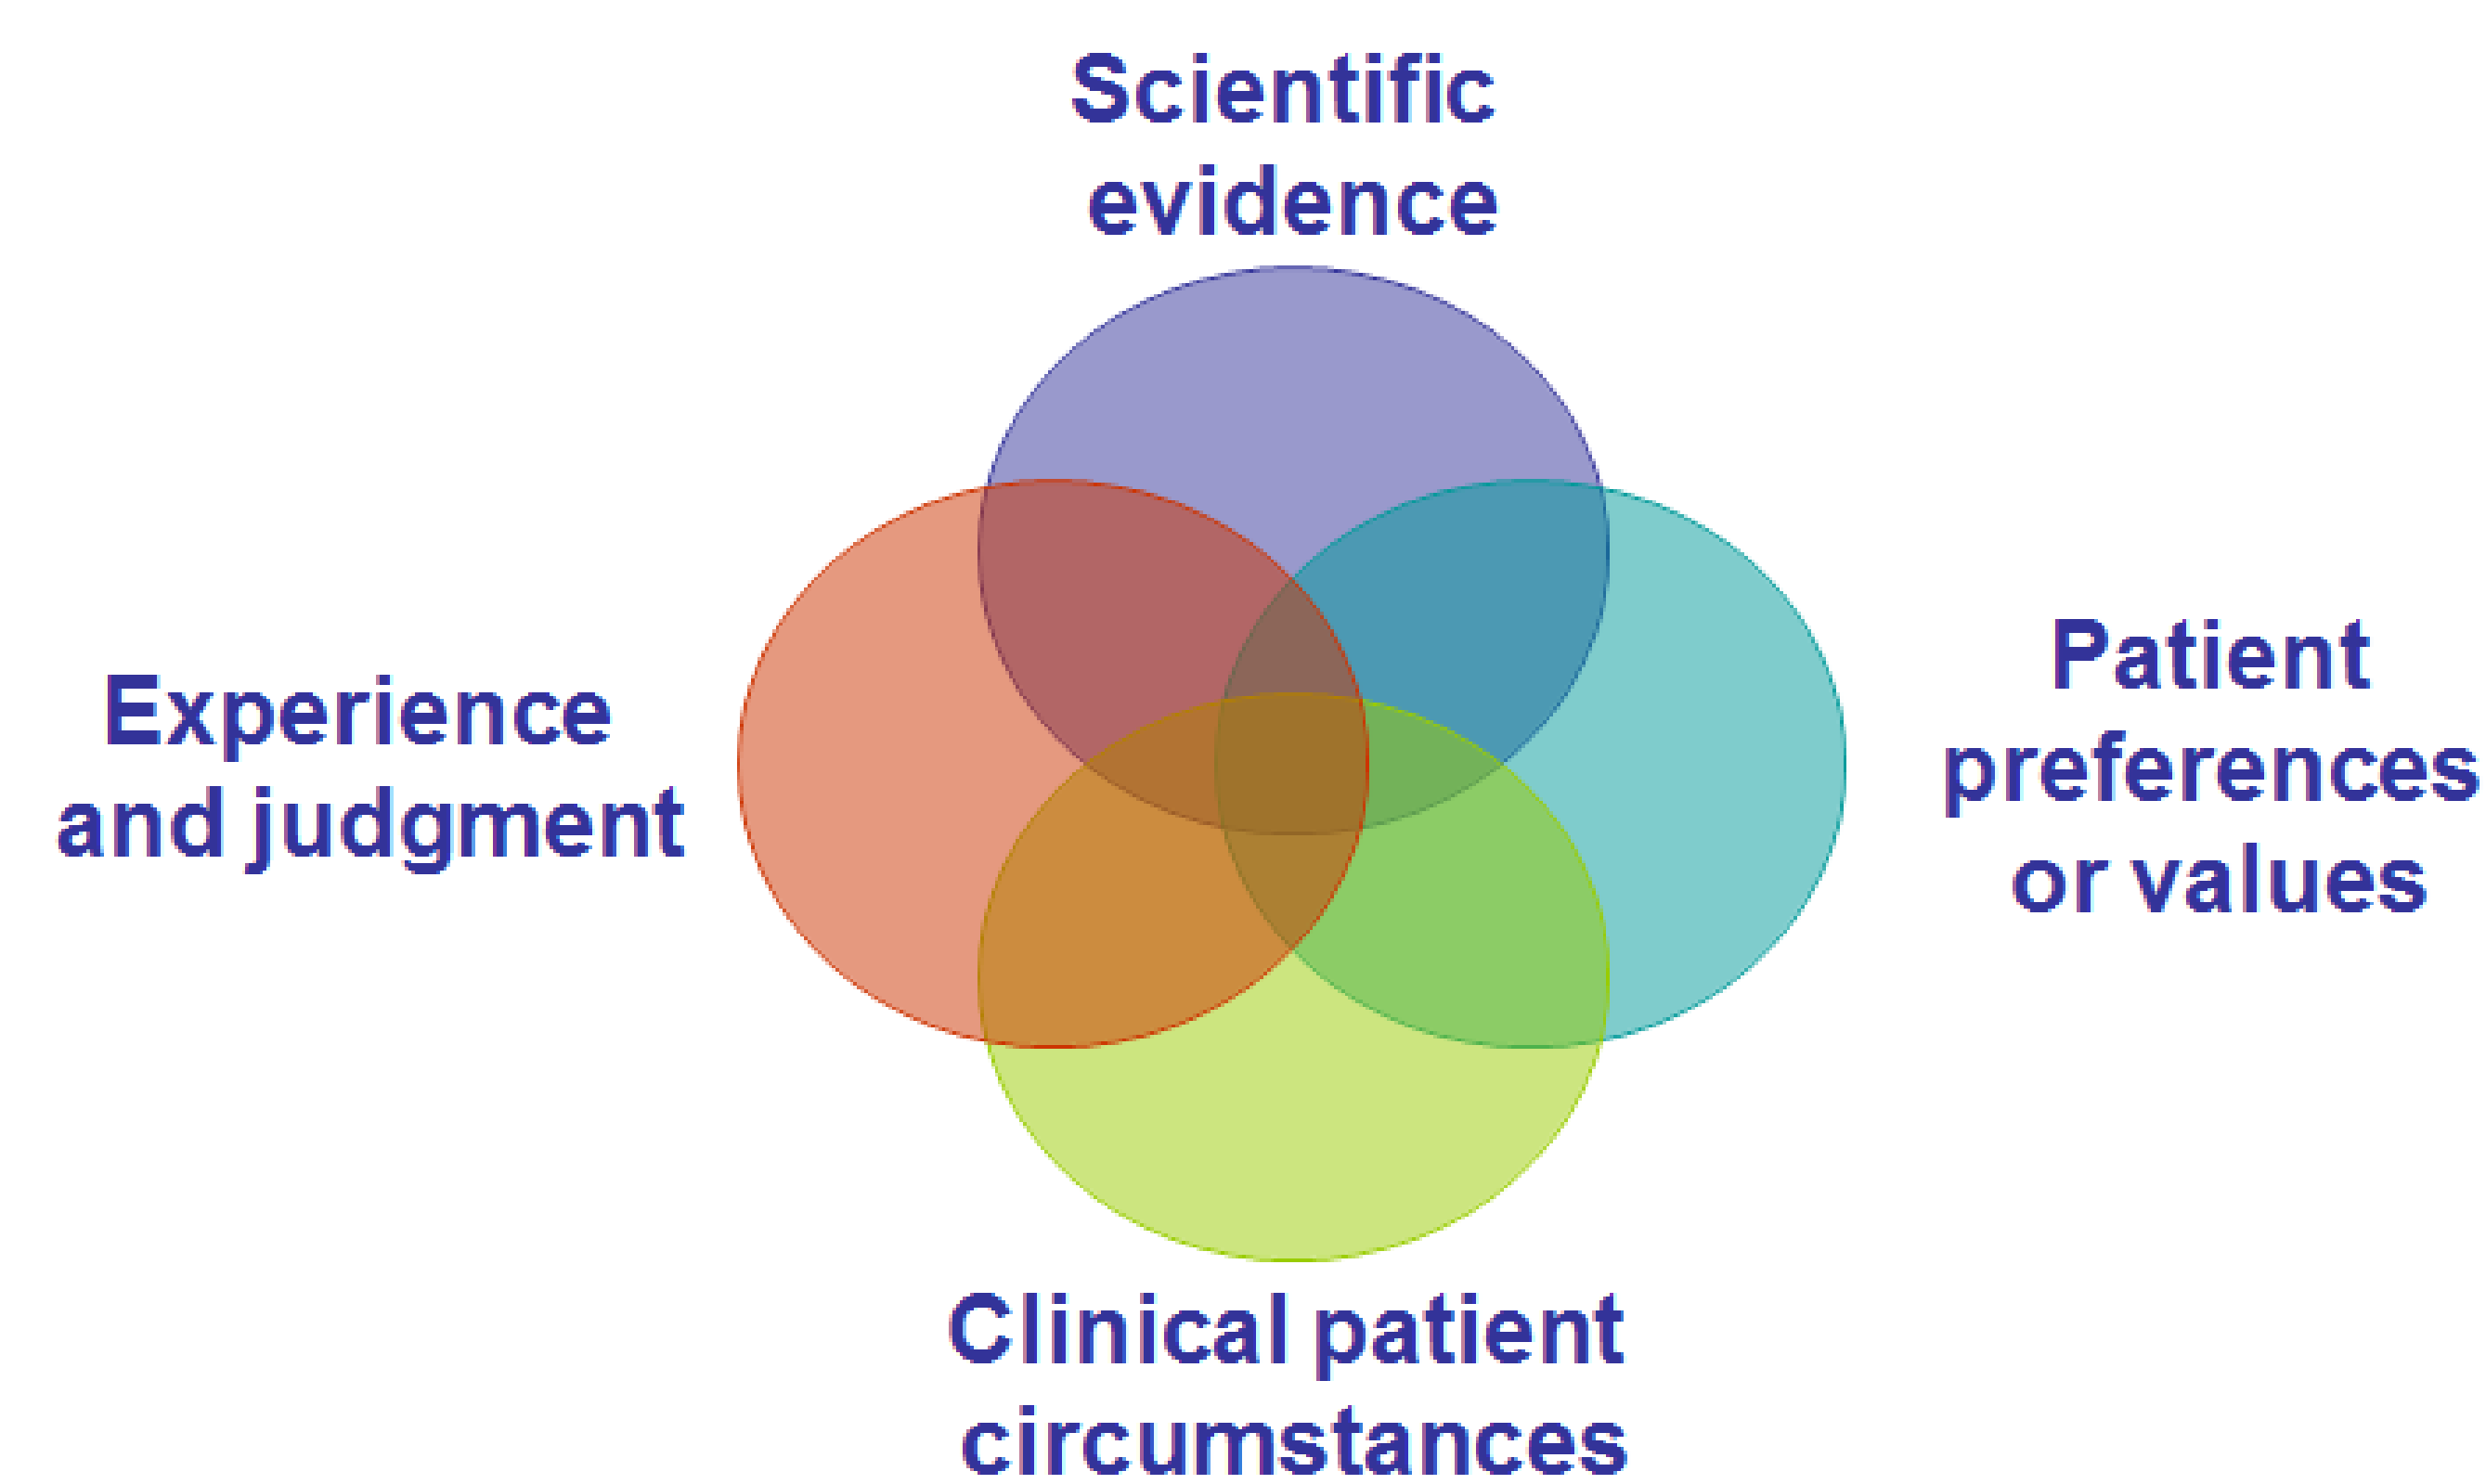 Scientific
evidence
Experience
and judgment
Patient
preferences
or values
Clinical patient
circumstances